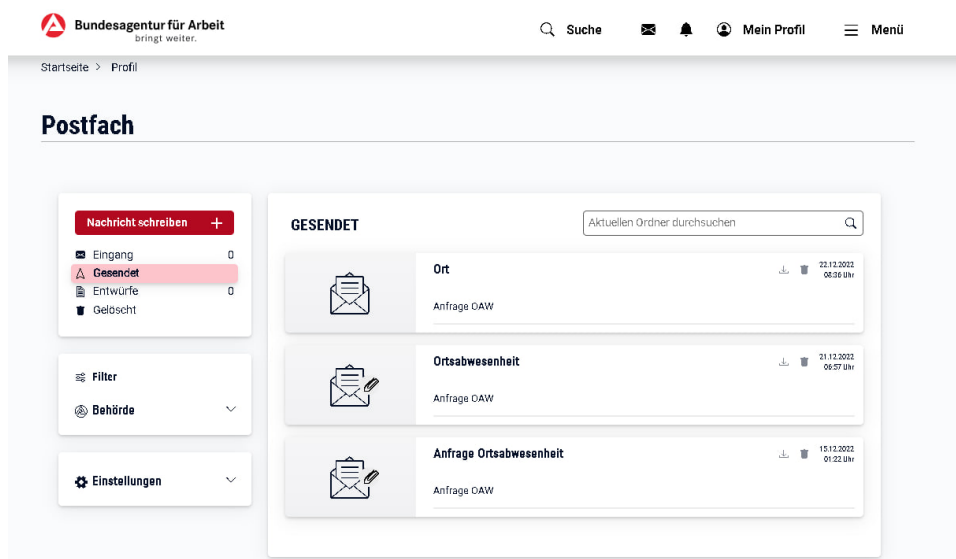 Bundesagentur für Arbeit
bringt weiter.
Suche
Mein Profil
Menü
Startseite > Profil
Postfach
Nachricht schreiben +
Eingang 0
Gesendet
Entwürfe 0
Gelöscht
Filter
Behörde
Einstellungen
GESENDET
Aktuellen Ordner durchsuchen
Ort
22.12.2022
08:36 Uhr
Anfrage OAW
Ortsabwesenheit
21.12.2022
06:57 Uhr
Anfrage OAW
Anfrage Ortsabwesenheit
15.12.2022
01:22 Uhr
Anfrage OAW